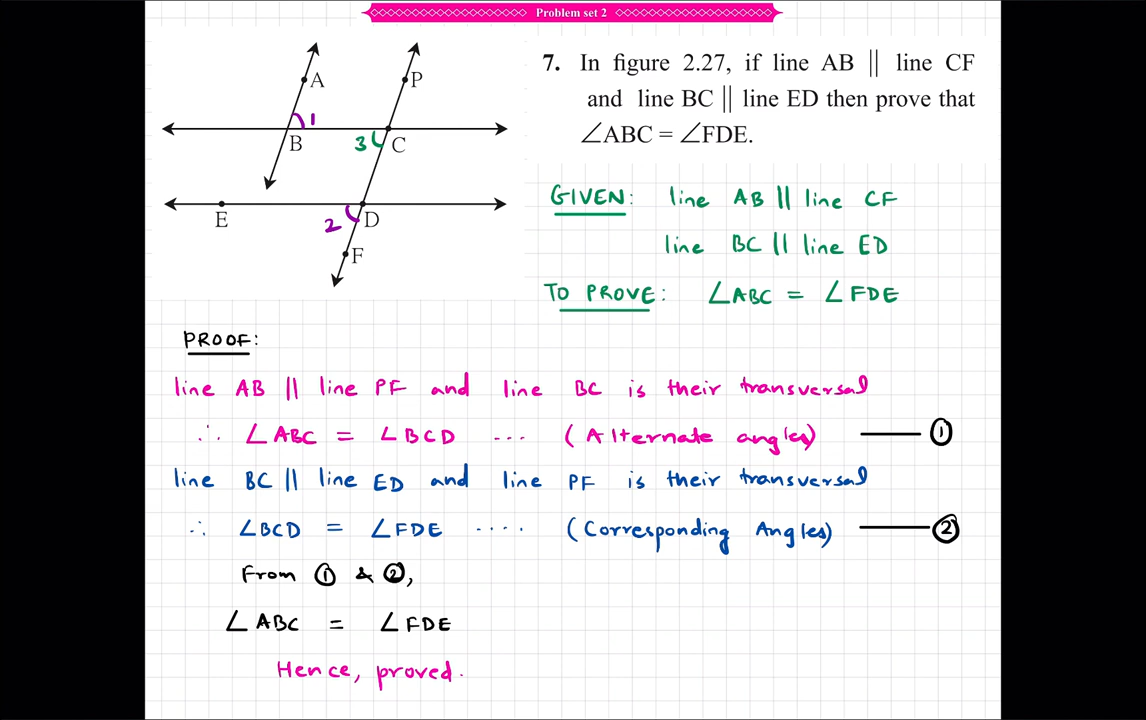 Problem set 2
7. In figure 2.27, if line AB || line CF
and line BC || line ED then prove that
∠ABC = ∠FDE.
A
P
1
B
3
C
E
2
D
F
GIVEN: line AB || line CF
line BC || line ED
TO PROVE: ∠ABC = ∠FDE
PROOF:
line AB || line PF and line BC is their transversal
∴ ∠ABC = ∠BCD ... (Alternate angles) —— ①
line BC || line ED and line PF is their transversal
∴ ∠BCD = ∠FDE .... (Corresponding Angles) —— ②
From ① & ②,
∠ABC = ∠FDE
Hence, proved.